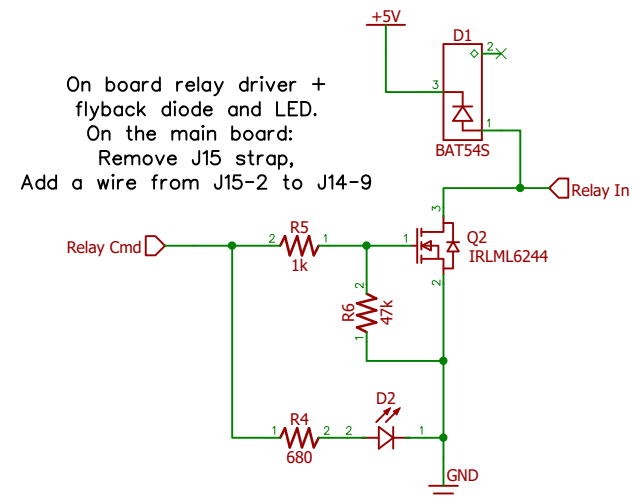 +5V
D1
2
3
1
BAT54S
On board relay driver +
flyback diode and LED.
On the main board:
Remove J15 strap,
Add a wire from J15-2 to J14-9
Relay In
3
Relay Cmd
2
R5
1
1k
1
Q2
IRLML6244
2
2
R6
47k
1
D2
1
R4
2
2
1
680
GND